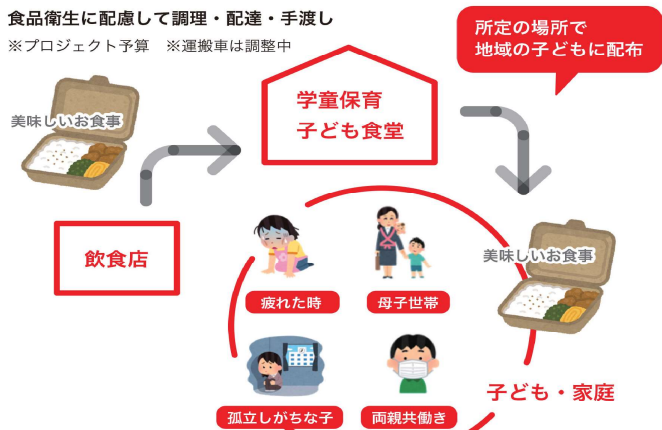 食品衛生に配慮して調理・配達・手渡し
※プロジェクト予算　※運搬車は調整中
所定の場所で
地域の子どもに配布
学童保育
子ども食堂
美味しいお食事
飲食店
美味しいお食事
疲れた時
母子世帯
孤立しがちな子
両親共働き
子ども・家庭